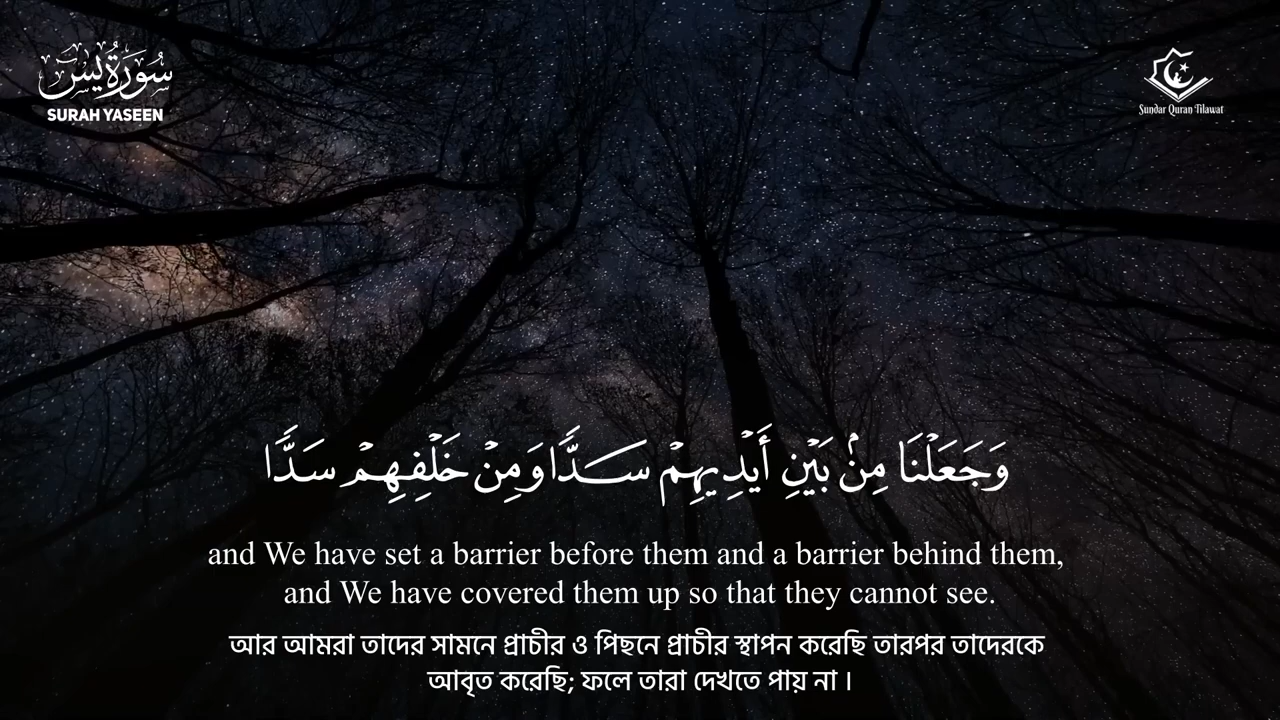 سُورَةُ يٰسٓ
SURAH YASEEN
Sundar Quran Tilawat
وَجَعَلْنَا مِنۢ بَيْنِ أَيْدِيهِمْ سَدًّا وَمِنْ خَلْفِهِمْ سَدًّا
and We have set a barrier before them and a barrier behind them,
and We have covered them up so that they cannot see.
আর আমরা তাদের সামনে প্রাচীর ও পিছনে প্রাচীর স্থাপন করেছি তারপর তাদেরকে
আবৃত করেছি; ফলে তারা দেখতে পায় না।